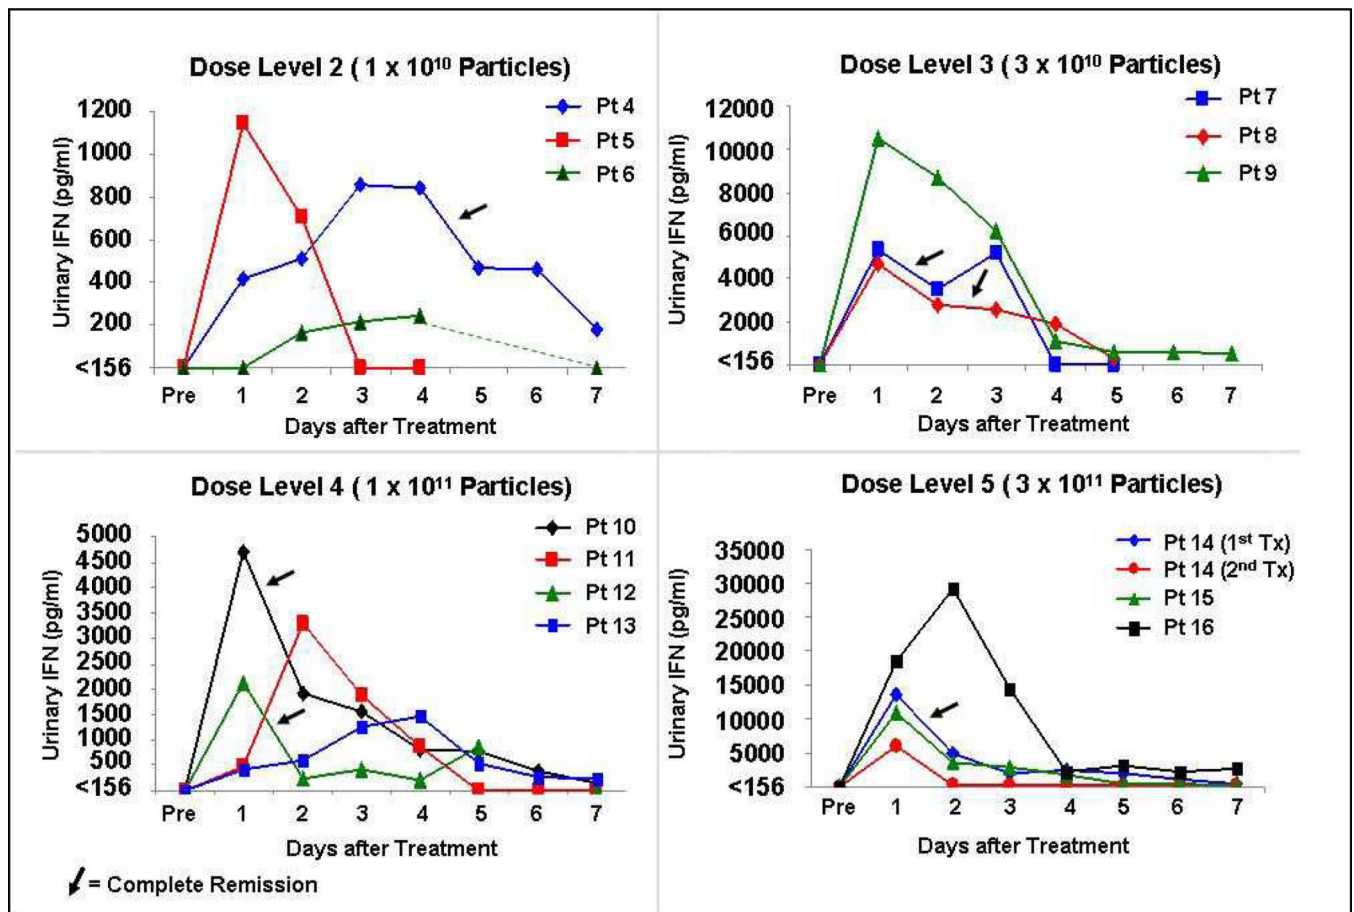 Dose Level 2 ( 1 x 10¹⁰ Particles)
Urinary IFN (pg/ml)
1200
1000
800
600
400
200
<156
Pt 4
Pt 5
Pt 6
Pre 1 2 3 4 5 6 7
Days after Treatment
Dose Level 3 ( 3 x 10¹⁰ Particles)
Urinary IFN (pg/ml)
12000
10000
8000
6000
4000
2000
<156
Pt 7
Pt 8
Pt 9
Pre 1 2 3 4 5 6 7
Days after Treatment
Dose Level 4 ( 1 x 10¹¹ Particles)
Urinary IFN (pg/ml)
5000
4500
4000
3500
3000
2500
2000
1500
1000
500
<156
Pt 10
Pt 11
Pt 12
Pt 13
Pre 1 2 3 4 5 6 7
Days after Treatment
= Complete Remission
Dose Level 5 ( 3 x 10¹¹ Particles)
Urinary IFN (pg/ml)
35000
30000
25000
20000
15000
10000
5000
<156
Pt 14 (1ˢᵗ Tx)
Pt 14 (2ⁿᵈ Tx)
Pt 15
Pt 16
Pre 1 2 3 4 5 6 7
Days after Treatment